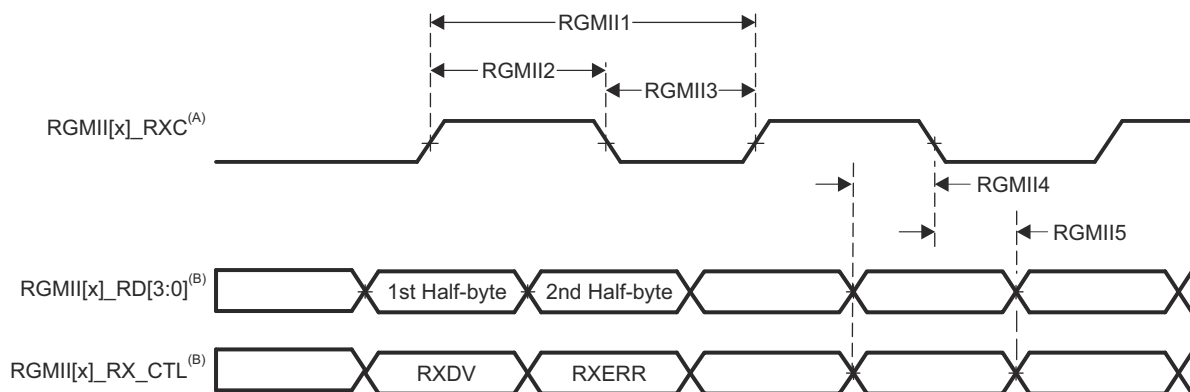 RGMII1
RGMII2
RGMII3
RGMII[x]_RXC(A)
RGMII4
RGMII5
RGMII[x]_RD[3:0](B)
1st Half-byte
2nd Half-byte
RGMII[x]_RX_CTL(B)
RXDV
RXERR